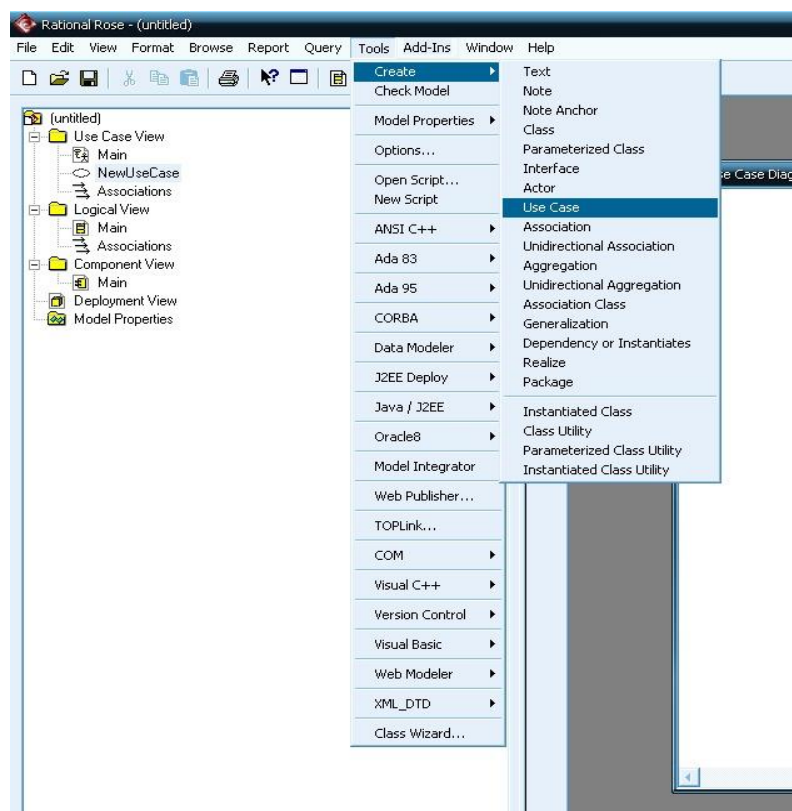 Rational Rose - (untitled)
File Edit View Format Browse Report Query Tools Add-Ins Window Help
(untitled)
Use Case View
Main
NewUseCase
Associations
Logical View
Main
Associations
Component View
Main
Deployment View
Model Properties
Create
Check Model
Model Properties
Options...
Open Script...
New Script
ANSI C++
Ada 83
Ada 95
CORBA
Data Modeler
J2EE Deploy
Java / J2EE
Oracle8
Model Integrator
Web Publisher...
TOPLink...
COM
Visual C++
Version Control
Visual Basic
Web Modeler
XML_DTD
Class Wizard...
Text
Note
Note Anchor
Class
Parameterized Class
Interface
Actor
Use Case
Association
Unidirectional Association
Aggregation
Unidirectional Aggregation
Association Class
Generalization
Dependency or Instantiates
Realize
Package
Instantiated Class
Class Utility
Parameterized Class Utility
Instantiated Class Utility
e Case Diag